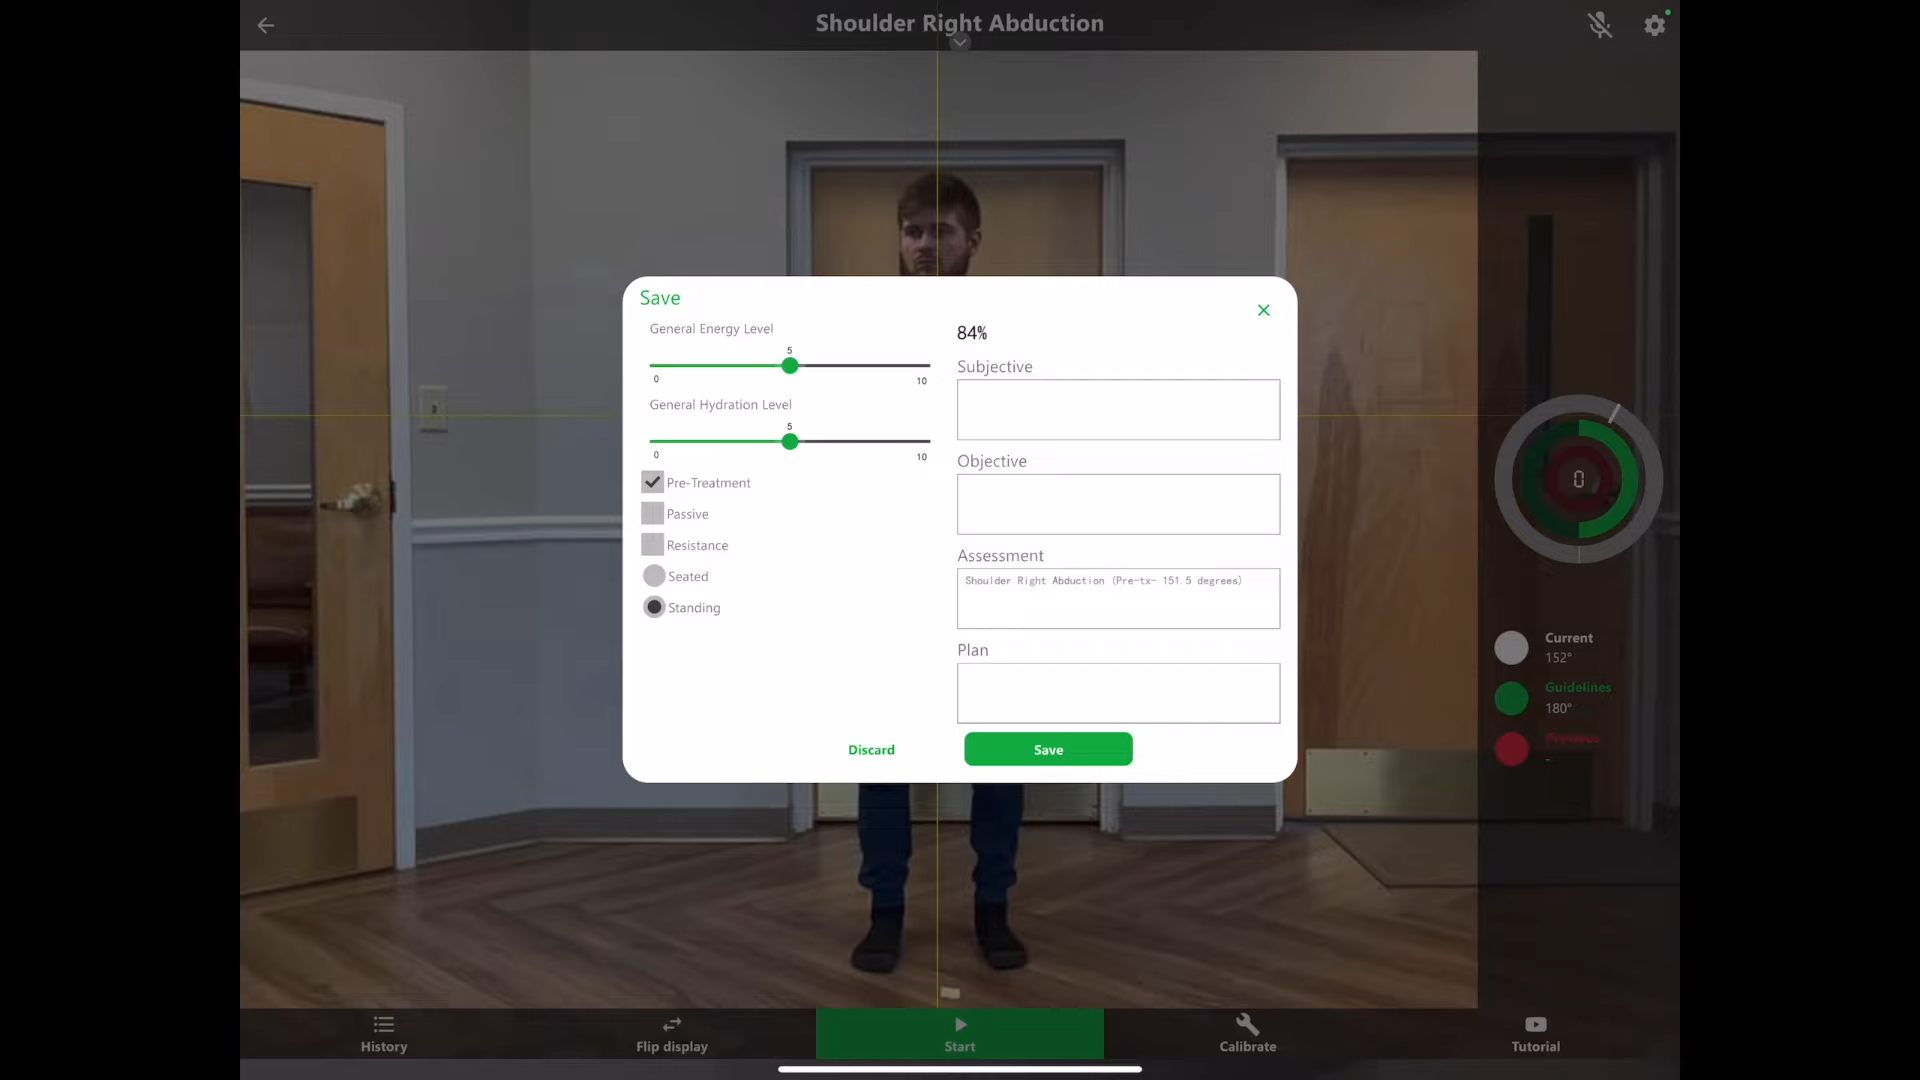 Shoulder Right Abduction
Save
General Energy Level
5
0
10
General Hydration Level
5
0
10
Pre-Treatment
Passive
Resistance
Seated
Standing
84%
Subjective
Objective
Assessment
Shoulder Right Abduction (Pre-tx- 151.5 degrees)
Plan
Discard
Save
0
Current
152°
Guidelines
180°
Previous
-
History
Flip display
Start
Calibrate
Tutorial